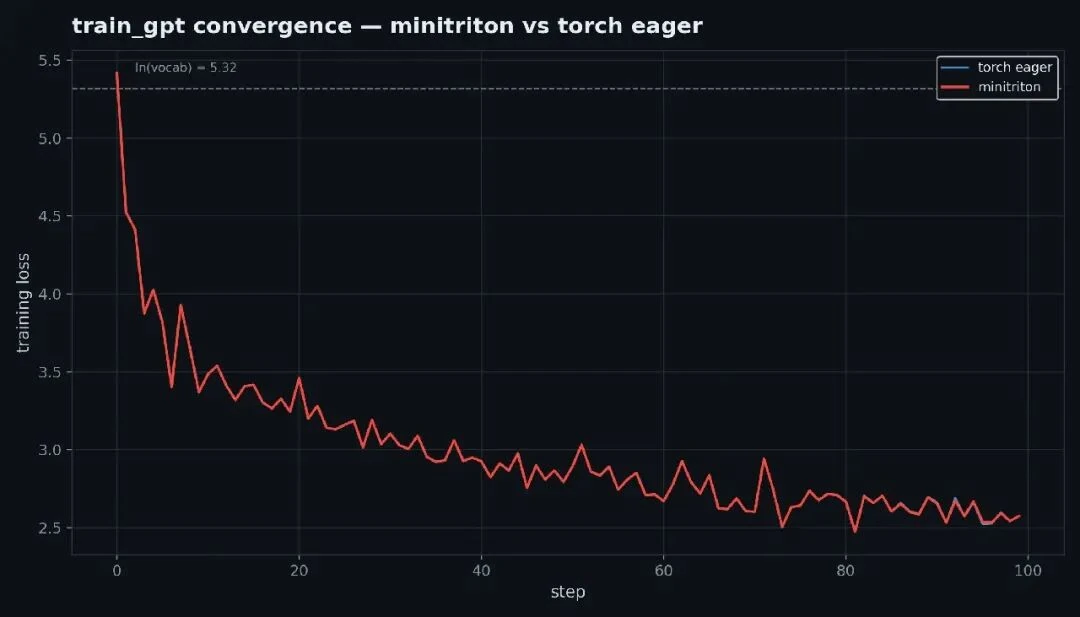 train_gpt convergence — minitriton vs torch eager
5.5
ln(vocab) = 5.32
torch eager
minitriton
5.0
4.5
4.0
3.5
3.0
2.5
training loss
0
20
40
60
80
100
step